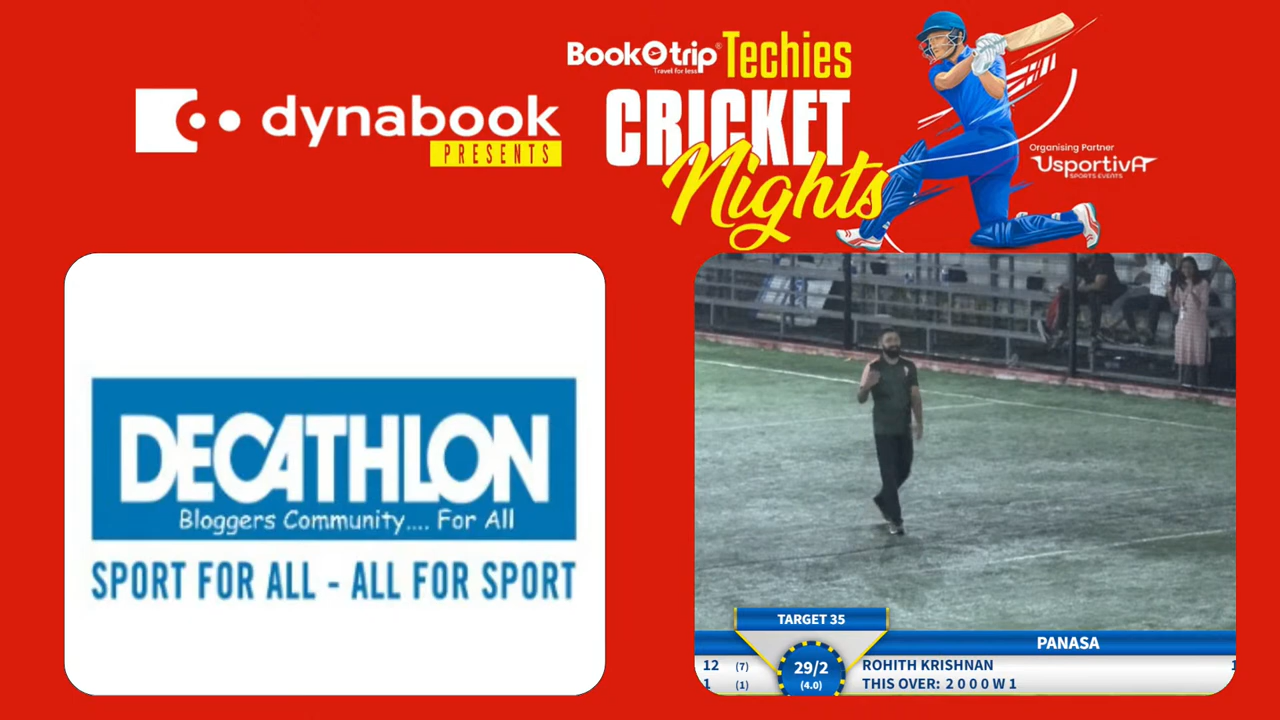 dynabook
PRESENTS
BookOtrip® Techies
Travel for less
CRICKET
Nights
Organising Partner
UsportivA
SPORTS EVENTS
DECATHLON
Bloggers Community.... For All
SPORT FOR ALL - ALL FOR SPORT
TARGET 35
PANASA
12 (7) 29/2 ROHITH KRISHNAN
1 (1) (4.0) THIS OVER: 2 0 0 0 W 1